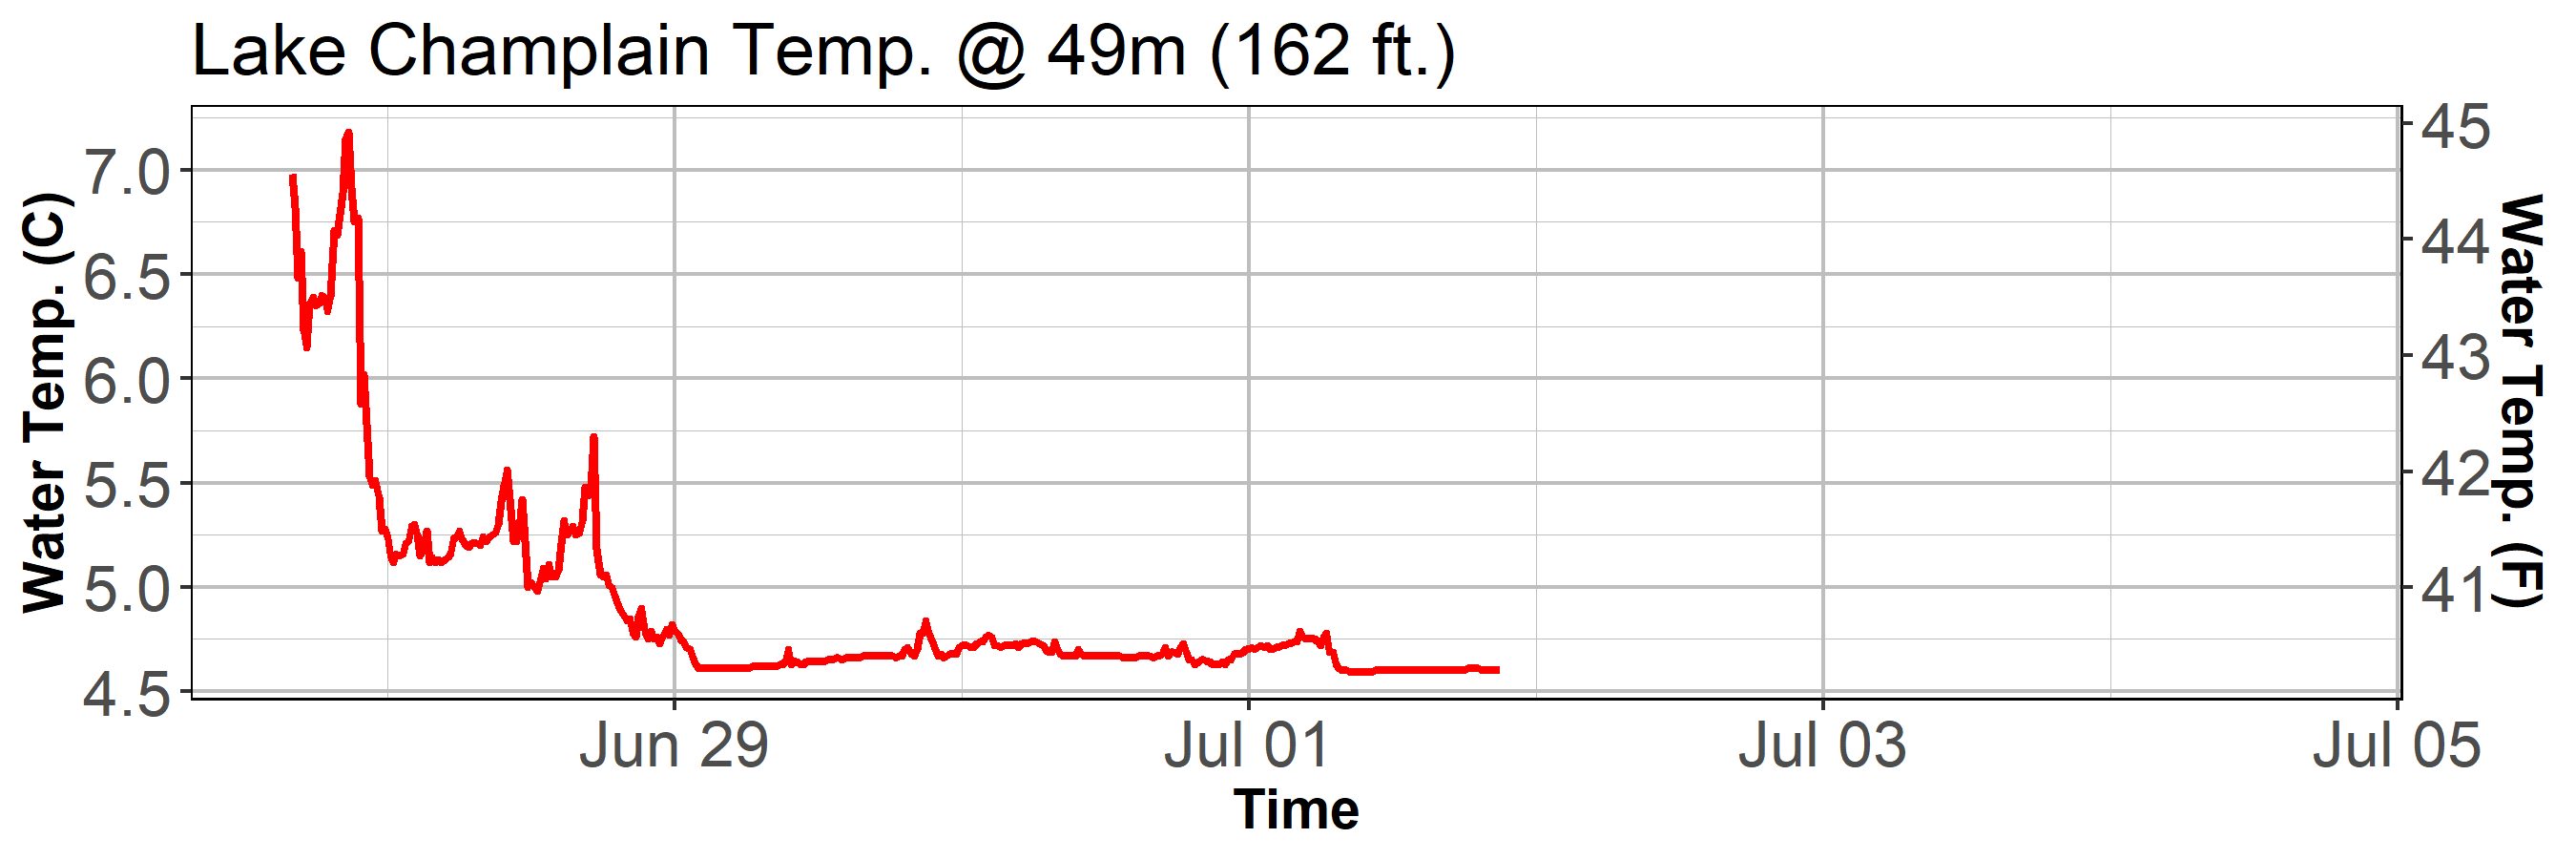 Lake Champlain Temp. @ 49m (162 ft.)
Water Temp. (C)
7.0
6.5
6.0
5.5
5.0
4.5
45
44
43
42
41
Water Temp. (F)
Jun 29
Jul 01
Jul 03
Jul 05
Time